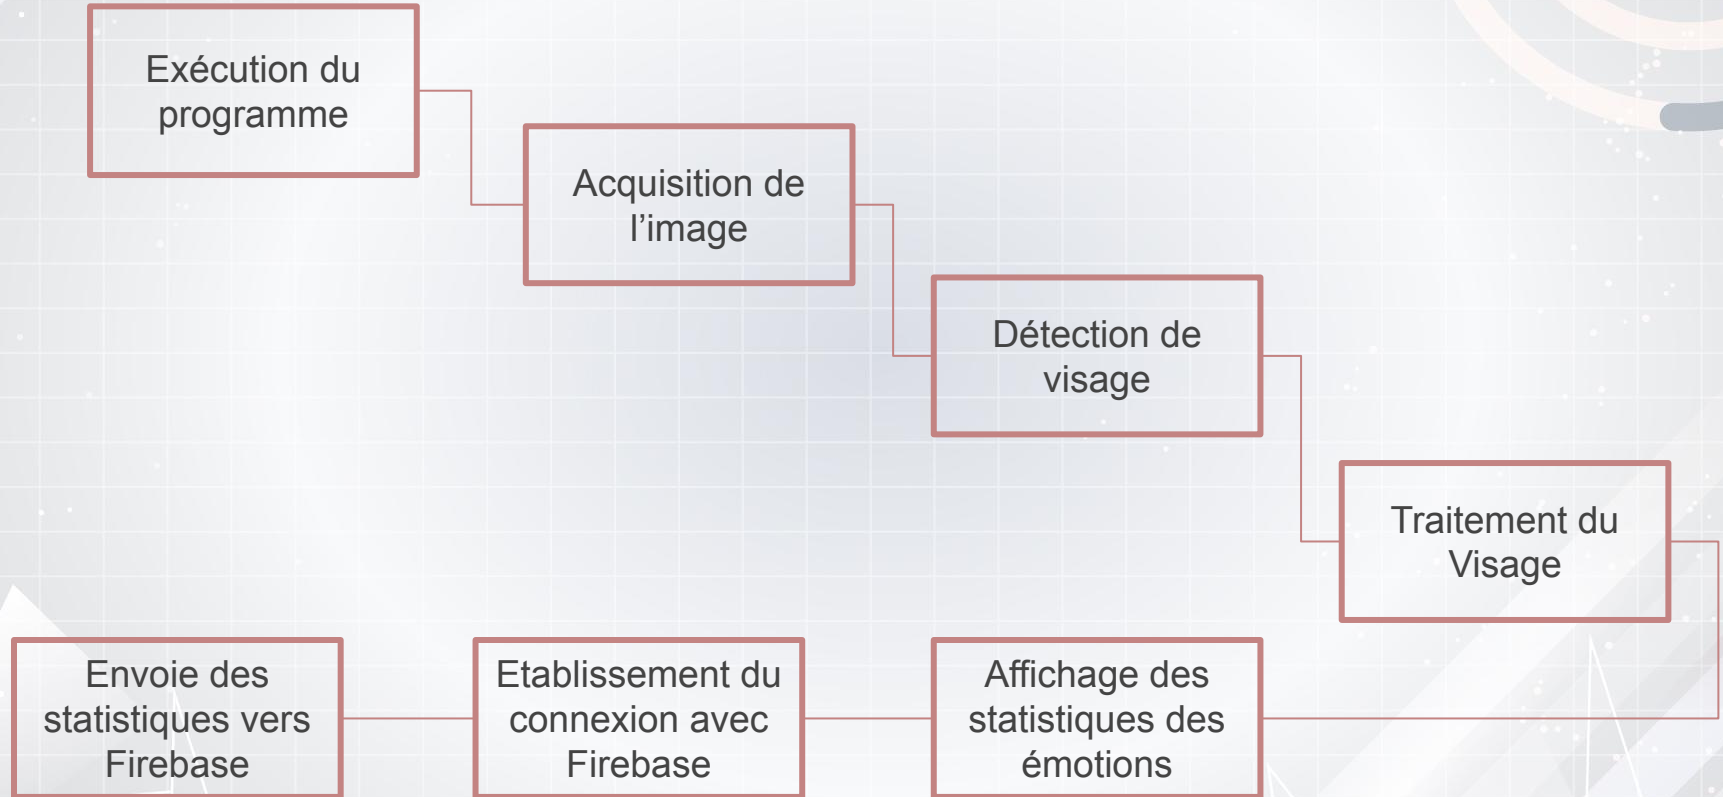 Exécution du
programme
Acquisition de
l’image
Détection de
visage
Traitement du
Visage
Affichage des
statistiques des
émotions
Etablissement du
connexion avec
Firebase
Envoie des
statistiques vers
Firebase